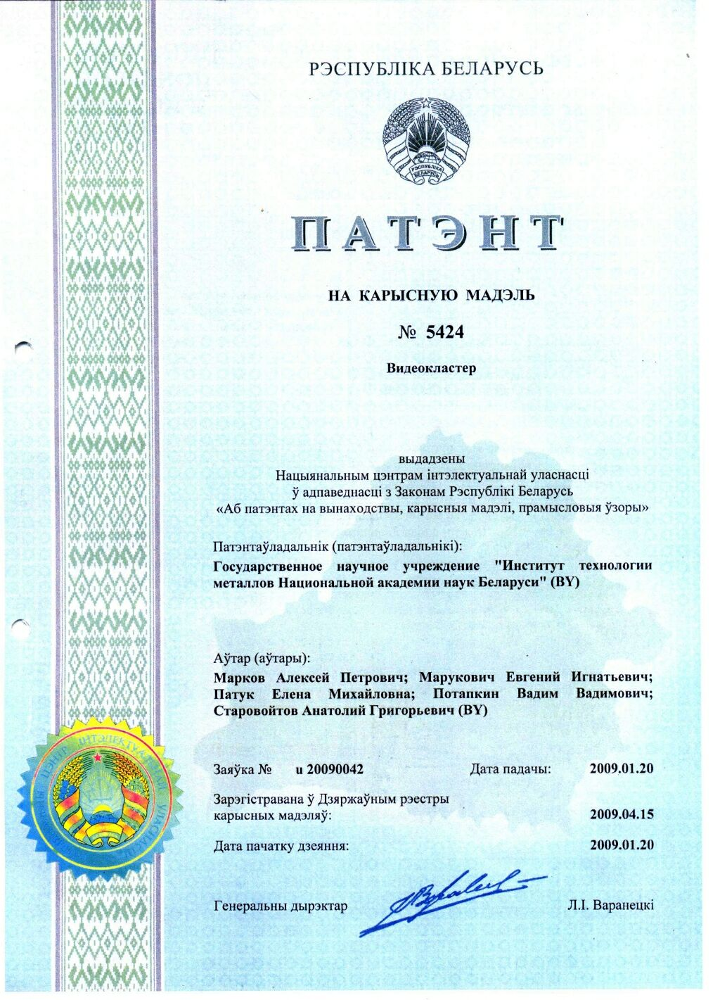 РЭСПУБЛІКА БЕЛАРУСЬ
РЭСПУБЛІКА
БЕЛАРУСЬ
ПАТЭНТ
НА КАРЫСНУЮ МАДЭЛЬ
№ 5424
Видеокластер
выдадзены
Нацыянальным цэнтрам інтэлектуальнай уласнасці
ў адпаведнасці з Законам Рэспублікі Беларусь
«Аб патэнтах на вынаходствы, карысныя мадэлі, прамысловыя ўзоры»
Патэнтаўладальнік (патэнтаўладальнікі):
Государственное научное учреждение "Институт технологии
металлов Национальной академии наук Беларуси" (BY)
Аўтар (аўтары):
Марков Алексей Петрович; Марукович Евгений Игнатьевич;
Патук Елена Михайловна; Потапкин Вадим Вадимович;
Старовойтов Анатолий Григорьевич (BY)
Заяўка № u 20090042 Дата падачы: 2009.01.20
Зарэгістравана ў Дзяржаўным рэестры
карысных мадэляў: 2009.04.15
Дата пачатку дзеяння: 2009.01.20
Генеральны дырэктар Л.І. Варанецкі
ЦЭНТР ІНТЭЛЕКТУАЛЬНАЙ УЛАСНАСЦІ